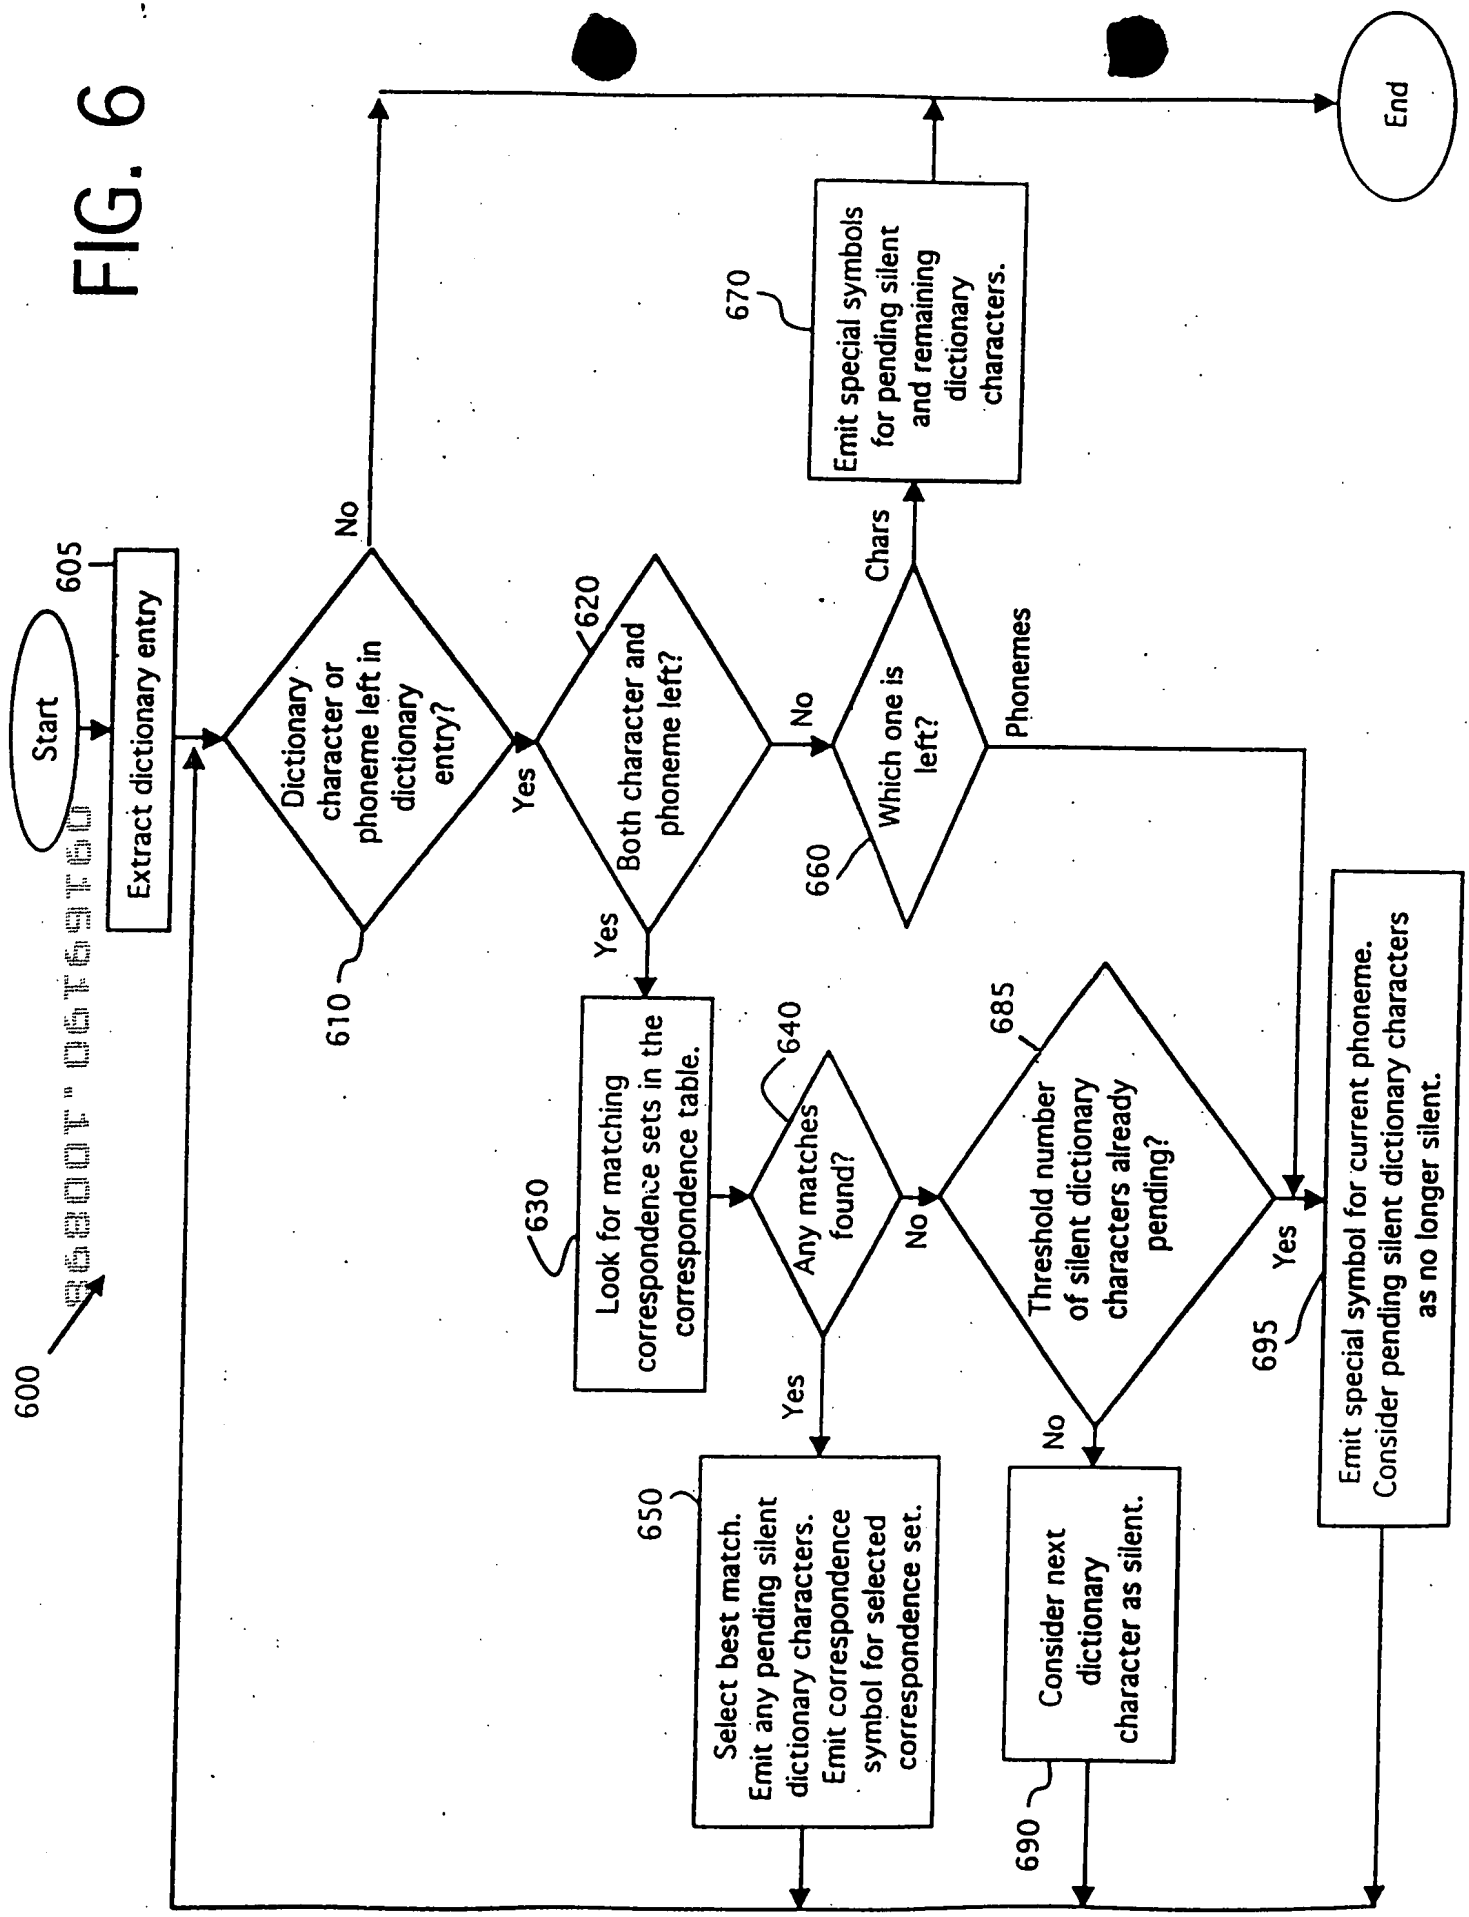 FIG. 6
600
09161906.090801.10086898
Start
605
Extract dictionary entry
610
Dictionary
character or
phoneme left in
dictionary
entry?
No
Yes
620
Both character and
phoneme left?
Yes
No
630
Look for matching
correspondence sets in the
correspondence table.
640
Any matches
found?
Yes
No
650
Select best match.
Emit any pending silent
dictionary characters.
Emit correspondence
symbol for selected
correspondence set.
660
Which one is
left?
Chars
Phonemes
670
Emit special symbols
for pending silent
and remaining
dictionary
characters.
685
Threshold number
of silent dictionary
characters already
pending?
No
Yes
690
Consider next
dictionary
character as silent.
695
Emit special symbol for current phoneme.
Consider pending silent dictionary characters
as no longer silent.
End